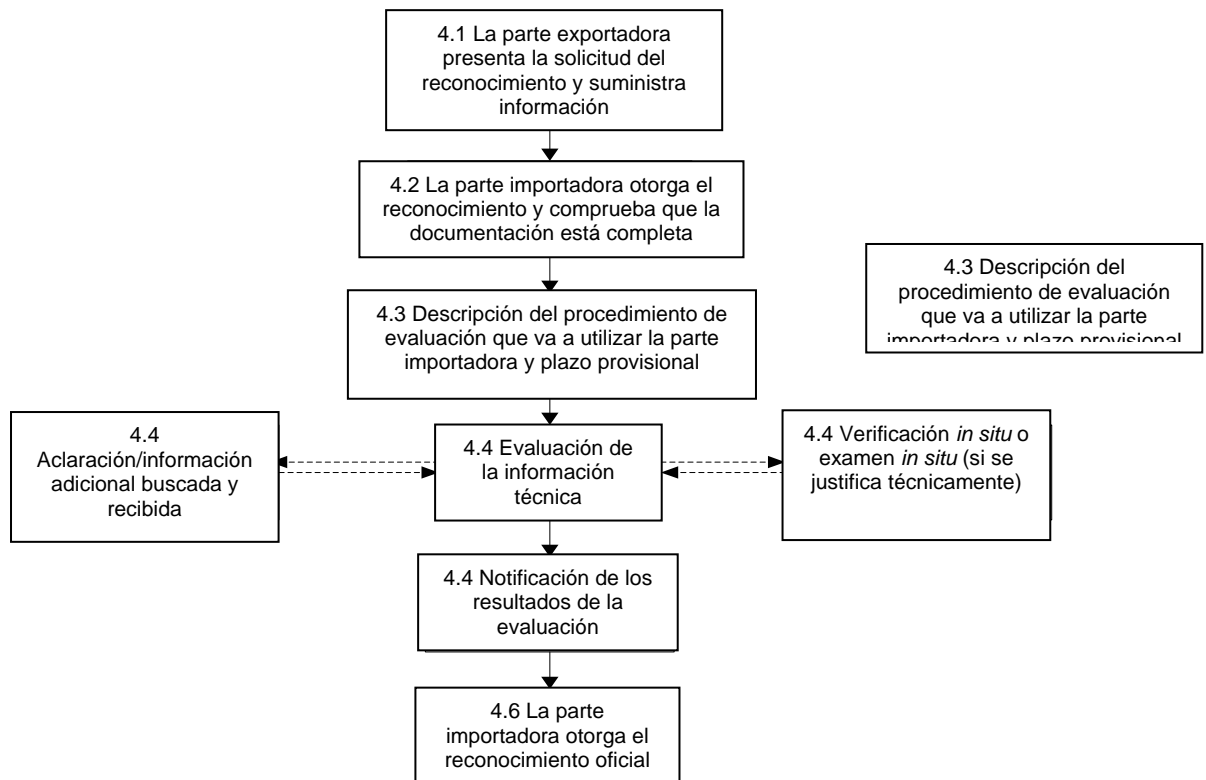 4.1 La parte exportadora
presenta la solicitud del
reconocimiento y suministra
información
4.2 La parte importadora otorga el
reconocimiento y comprueba que la
documentación está completa
4.3 Descripción del procedimiento de
evaluación que va a utilizar la parte
importadora y plazo provisional
4.3 Descripción del
procedimiento de evaluación
que va a utilizar la parte
importadora y plazo provisional
4.4
Aclaración/información
adicional buscada y
recibida
4.4 Evaluación de
la información
técnica
4.4 Verificación in situ o
examen in situ (si se
justifica técnicamente)
4.4 Notificación de los
resultados de la
evaluación
4.6 La parte
importadora otorga el
reconocimiento oficial